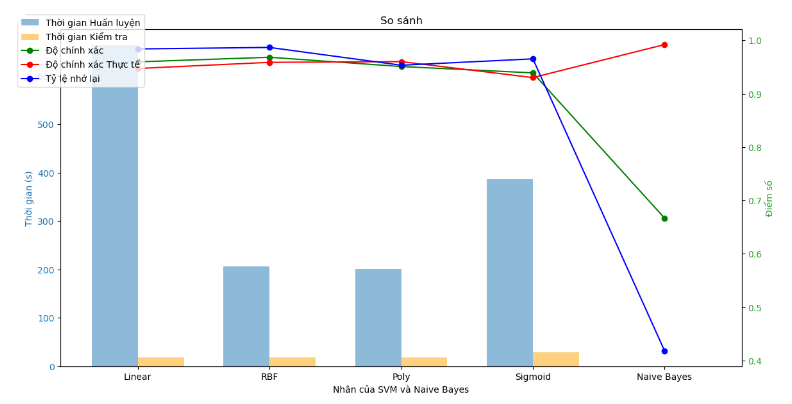 So sánh
Thời gian Huấn luyện
Thời gian Kiểm tra
Độ chính xác
Độ chính xác Thực tế
Tỷ lệ nhớ lại
Thời gian (s)
500
400
300
200
100
0
1.0
0.9
0.8
0.7
0.6
0.5
0.4
Điểm số
Linear RBF Poly Sigmoid Naive Bayes
Nhân của SVM và Naive Bayes